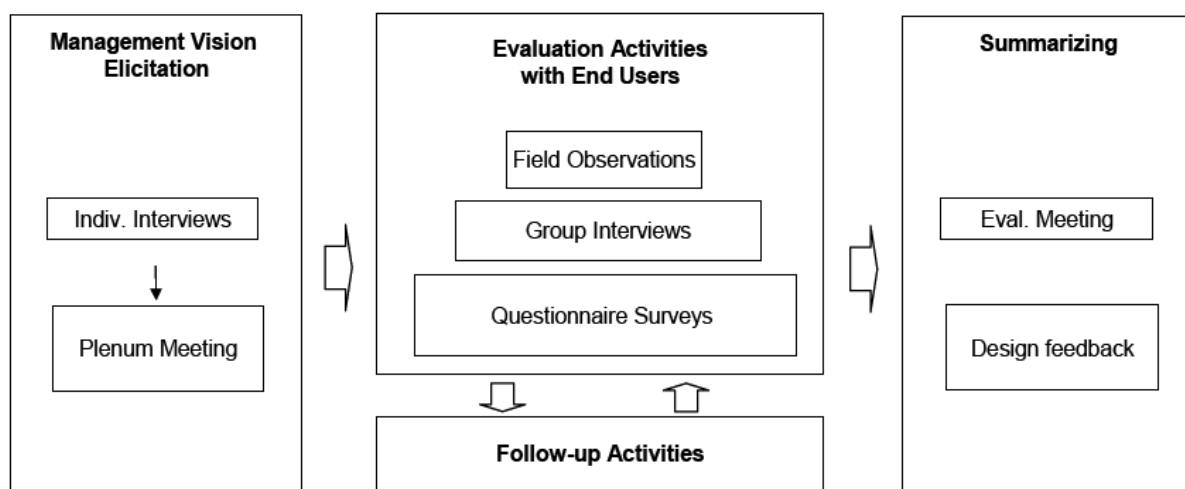 Management Vision
Elicitation
Indiv. Interviews
Plenum Meeting
Evaluation Activities
with End Users
Field Observations
Group Interviews
Questionnaire Surveys
Follow-up Activities
Summarizing
Eval. Meeting
Design feedback